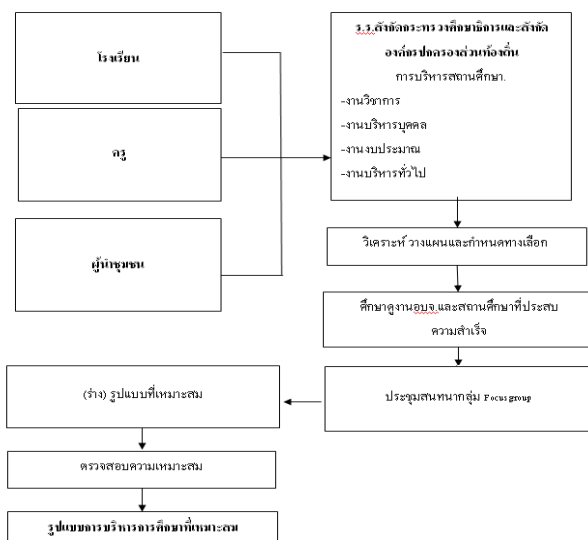 โรงเรียน
ครู
ผู้นำชุมชน
ร.ร.สังกัดกระทรวงศึกษาธิการและสังกัด
องค์กรปกครองส่วนท้องถิ่น
การบริหารสถานศึกษา.
-งานวิชาการ
-งานบริหารบุคคล
-งานงบประมาณ
-งานบริหารทั่วไป
วิเคราะห์ วางแผนและกำหนดทางเลือก
ศึกษาดูงานอบจ.และสถานศึกษาที่ประสบ
ความสำเร็จ
ประชุมสนทนากลุ่ม Focus group
(ร่าง) รูปแบบที่เหมาะสม
ตรวจสอบความเหมาะสม
รูปแบบการบริหารการศึกษาที่เหมาะสม